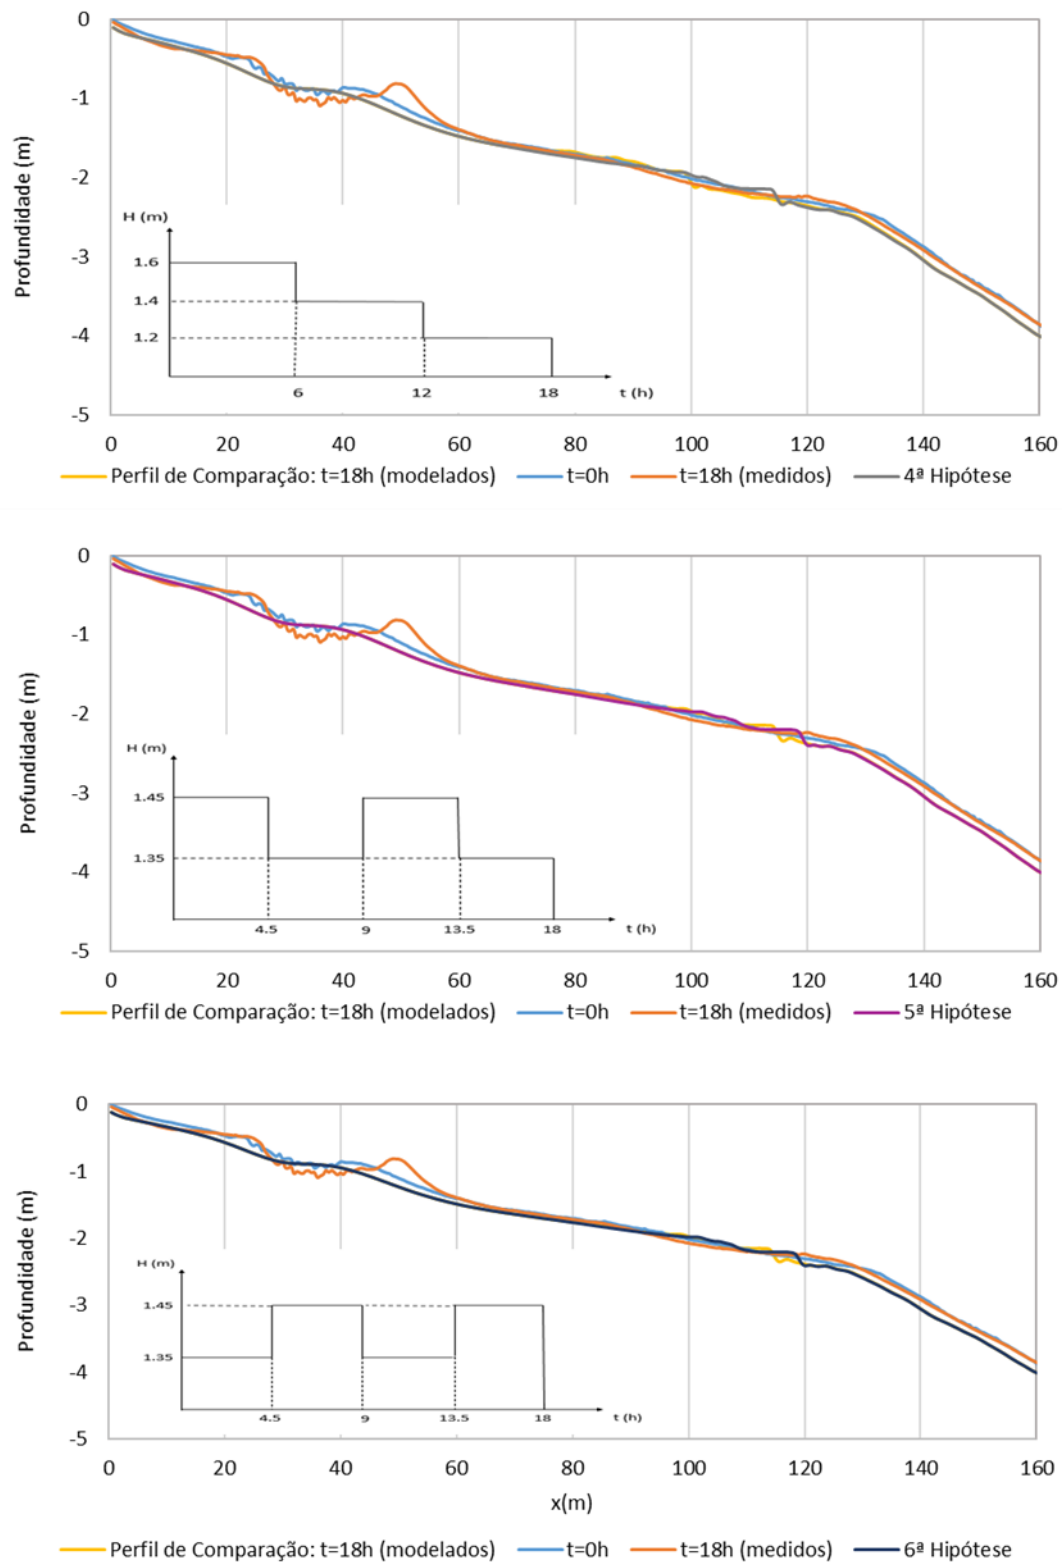 0
-1
-2
-3
-4
-5
Profundidade (m)
H (m)
1.6
1.4
1.2
6 12 18 t (h)
0 20 40 60 80 100 120 140 160
Perfil de Comparação: t=18h (modelados) t=0h t=18h (medidos) 4ª Hipótese
0
-1
-2
-3
-4
-5
Profundidade (m)
H (m)
1.45
1.35
4.5 9 13.5 18 t (h)
0 20 40 60 80 100 120 140 160
Perfil de Comparação: t=18h (modelados) t=0h t=18h (medidos) 5ª Hipótese
0
-1
-2
-3
-4
-5
Profundidade (m)
H (m)
1.45
1.35
4.5 9 13.5 18 t (h)
0 20 40 60 80 100 120 140 160
x(m)
Perfil de Comparação: t=18h (modelados) t=0h t=18h (medidos) 6ª Hipótese